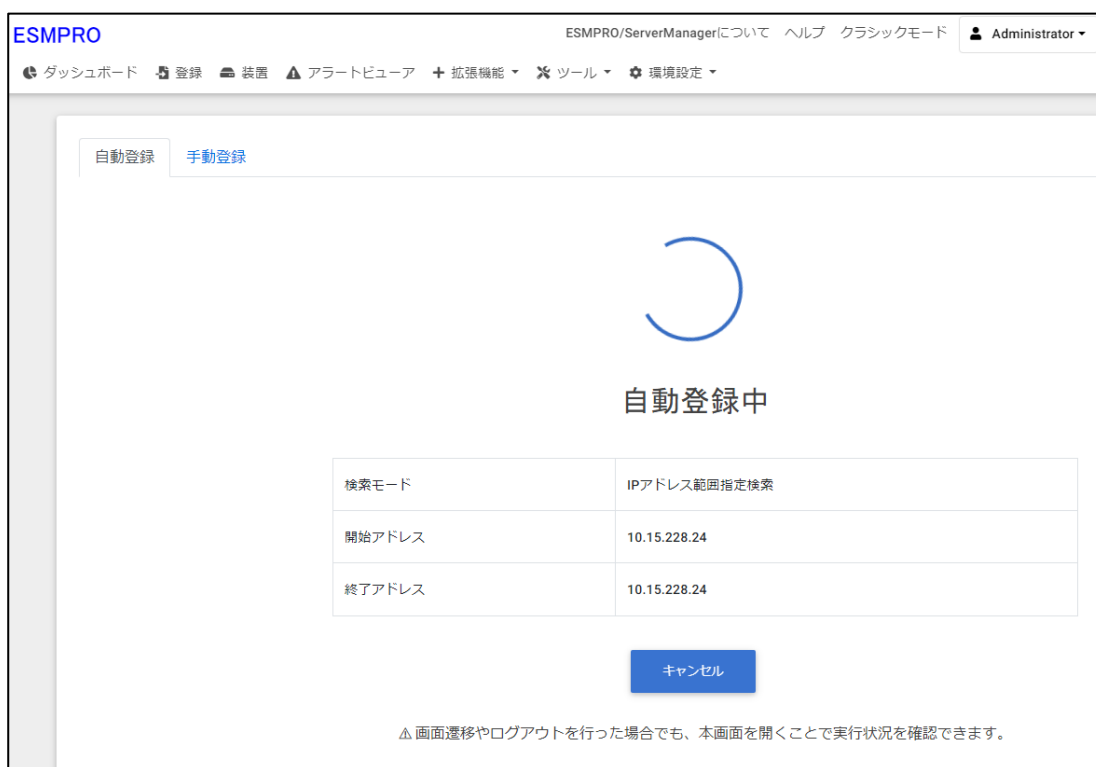 ESMPRO
ESMPRO/ServerManagerについて ヘルプ クラシックモード Administrator
ダッシュボード 登録 装置 アラートビューア 拡張機能 ツール 環境設定
自動登録 手動登録
自動登録中
検索モード IPアドレス範囲指定検索
開始アドレス 10.15.228.24
終了アドレス 10.15.228.24
キャンセル
画面遷移やログアウトを行った場合でも、本画面を開くことで実行状況を確認できます。